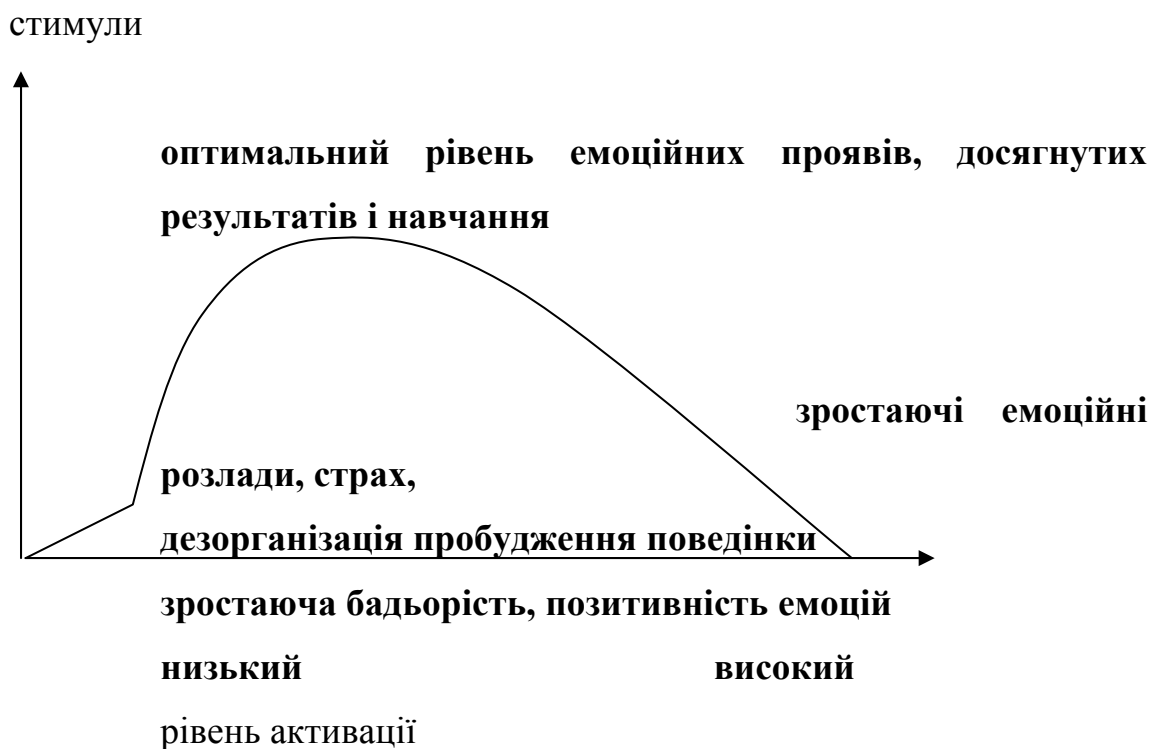 стимули
оптимальний рівень емоційних проявів, досягнутих
результатів і навчання
зростаючі емоційні
розлади, страх,
дезорганізація пробудження поведінки
зростаюча бадьорість, позитивність емоцій
низький високий
рівень активації